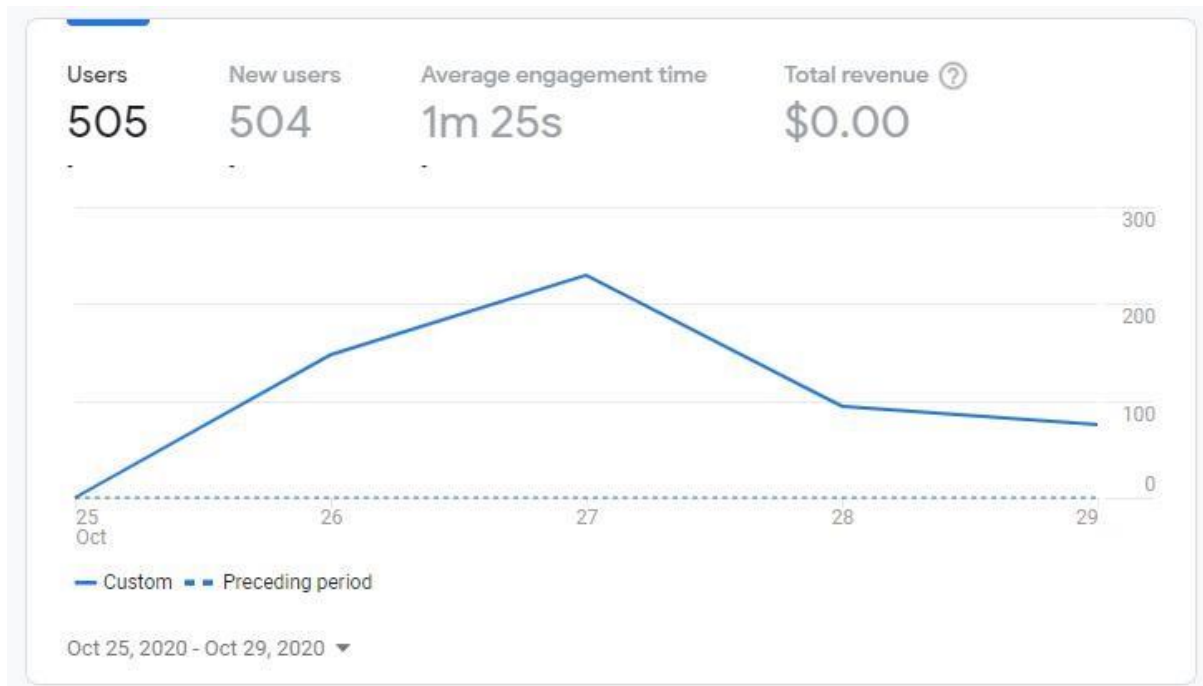 Users New users Average engagement time Total revenue ?
505 504 1m 25s $0.00
- - -
300
200
100
0
25 26 27 28 29
Oct
Custom Preceding period
Oct 25, 2020 - Oct 29, 2020